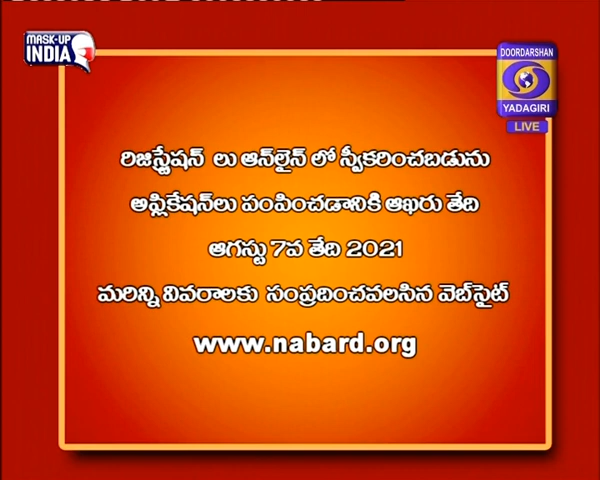 MASK-UP
INDIA
DOORDARSHAN
YADAGIRI
LIVE
రిజిస్ట్రేషన్ లు ఆన్‌లైన్ లో స్వీకరించబడును
అప్లికేషన్‌లు పంపించడానికి ఆఖరు తేది
ఆగస్టు 7వ తేది 2021
మరిన్ని వివరాలకు సంప్రదించవలసిన వెబ్‌సైట్
www.nabard.org